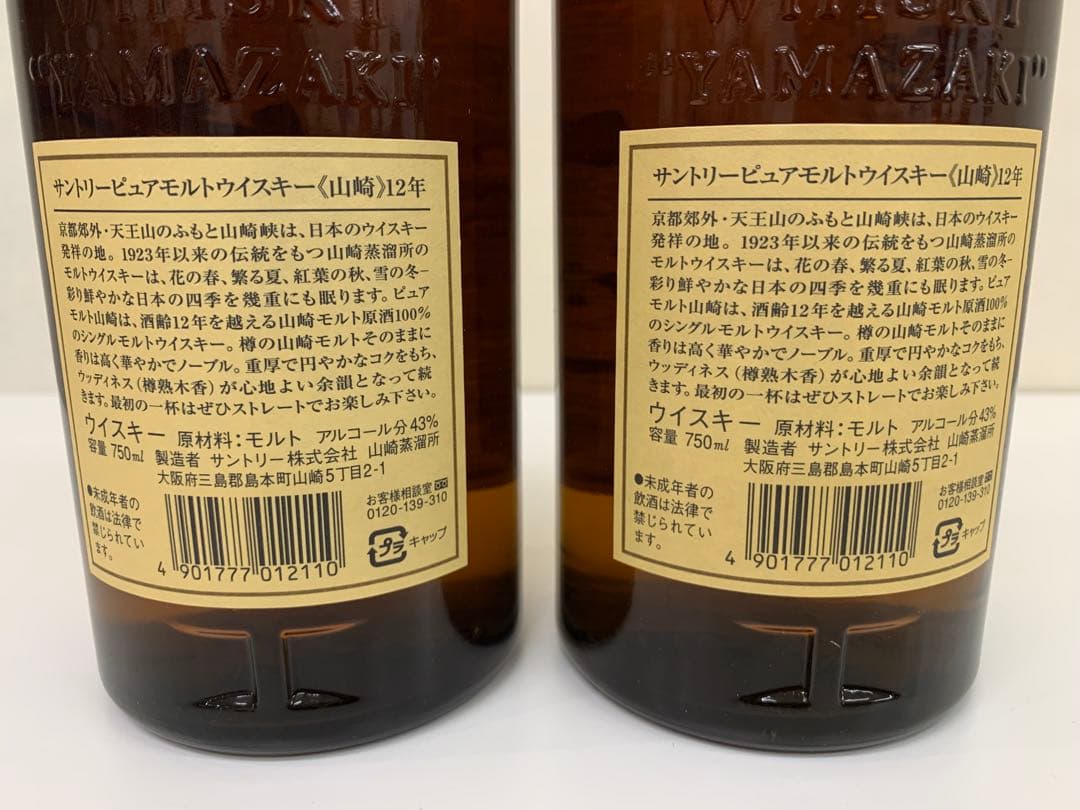 WHISKY
"YAMAZAKI"
サントリーピュアモルトウイスキー《山崎》12年
京都郊外・天王山のふもと山崎峡は、日本のウイスキー
発祥の地。1923年以来の伝統をもつ山崎蒸溜所の
モルトウイスキーは、花の春、繁る夏、紅葉の秋、雪の冬–
彩り鮮やかな日本の四季を幾重にも眠ります。ピュア
モルト山崎は、酒齢12年を越える山崎モルト原酒100%
のシングルモルトウイスキー。樽の山崎モルトそのままに
香りは高く華やかでノーブル。重厚で円やかなコクをもち、
ウッディネス(樽熟木香)が心地よい余韻となって続
きます。最初の一杯はぜひストレートでお楽しみ下さい。
ウイスキー 原材料:モルト アルコール分43%
容量 750ml 製造者 サントリー株式会社 山崎蒸溜所
大阪府三島郡島本町山崎5丁目2-1
●未成年者の
飲酒は法律で
禁じられてい
ます。
お客様相談室
0120-139-310
プラ キャップ
4 901777 012110
WHISKY
"YAMAZAKI"
サントリーピュアモルトウイスキー《山崎》12年
京都郊外・天王山のふもと山崎峡は、日本のウイスキー
発祥の地。1923年以来の伝統をもつ山崎蒸溜所の
モルトウイスキーは、花の春、繁る夏、紅葉の秋、雪の冬–
彩り鮮やかな日本の四季を幾重にも眠ります。ピュア
モルト山崎は、酒齢12年を越える山崎モルト原酒100%
のシングルモルトウイスキー。樽の山崎モルトそのままに
香りは高く華やかでノーブル。重厚で円やかなコクをもち、
ウッディネス(樽熟木香)が心地よい余韻となって続
きます。最初の一杯はぜひストレートでお楽しみ下さい。
ウイスキー 原材料:モルト アルコール分43%
容量 750ml 製造者 サントリー株式会社 山崎蒸溜所
大阪府三島郡島本町山崎5丁目2-1
●未成年者の
飲酒は法律で
禁じられてい
ます。
お客様相談室
0120-139-310
プラ キャップ
4 901777 012110